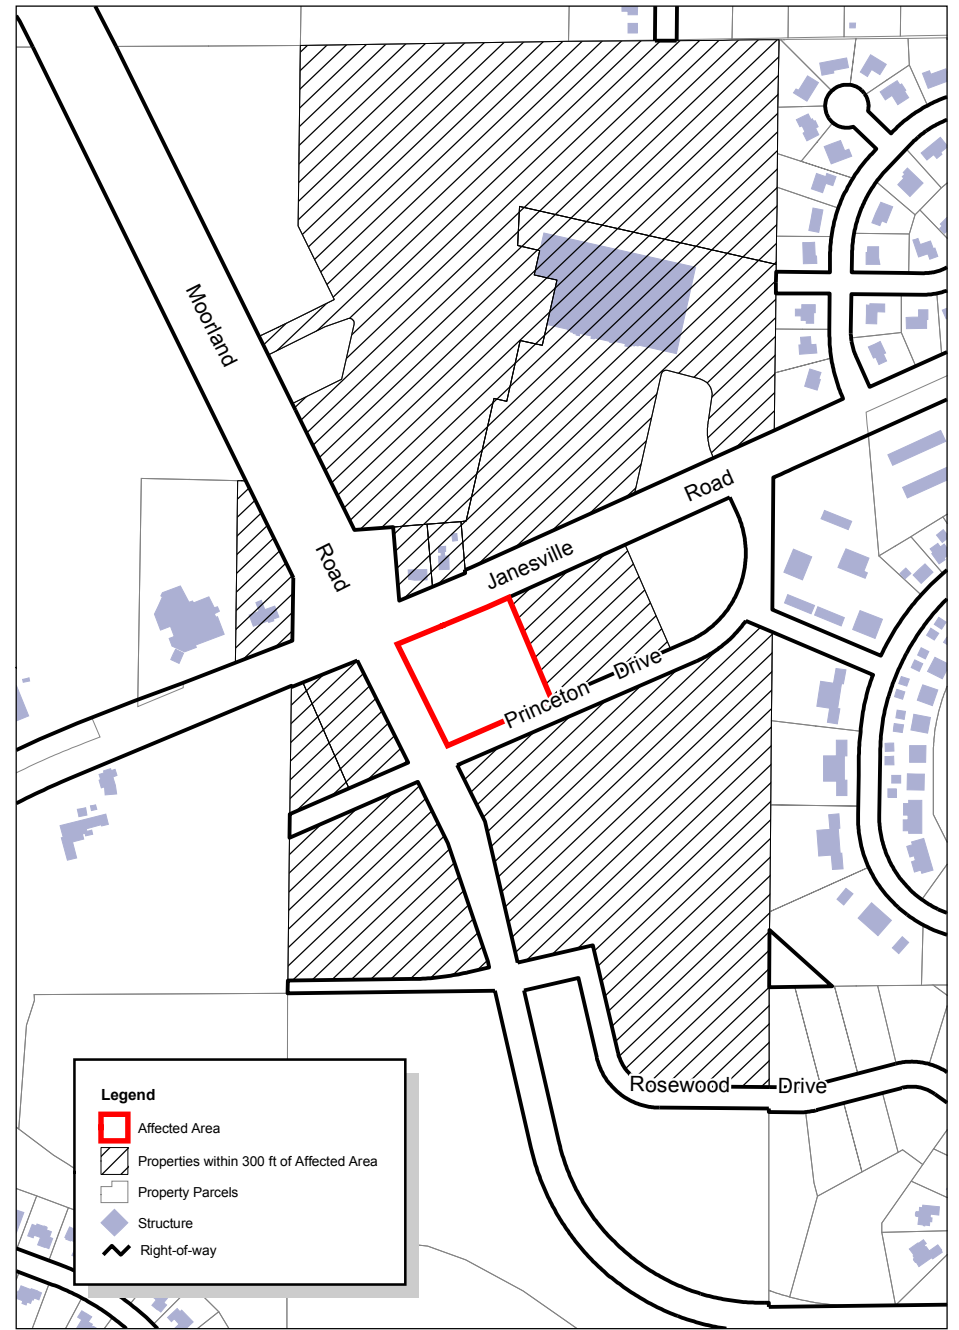 Moorland
Road
Road
Janesville
Princeton Drive
Rosewood Drive
Legend
Affected Area
Properties within 300 ft of Affected Area
Property Parcels
Structure
Right-of-way